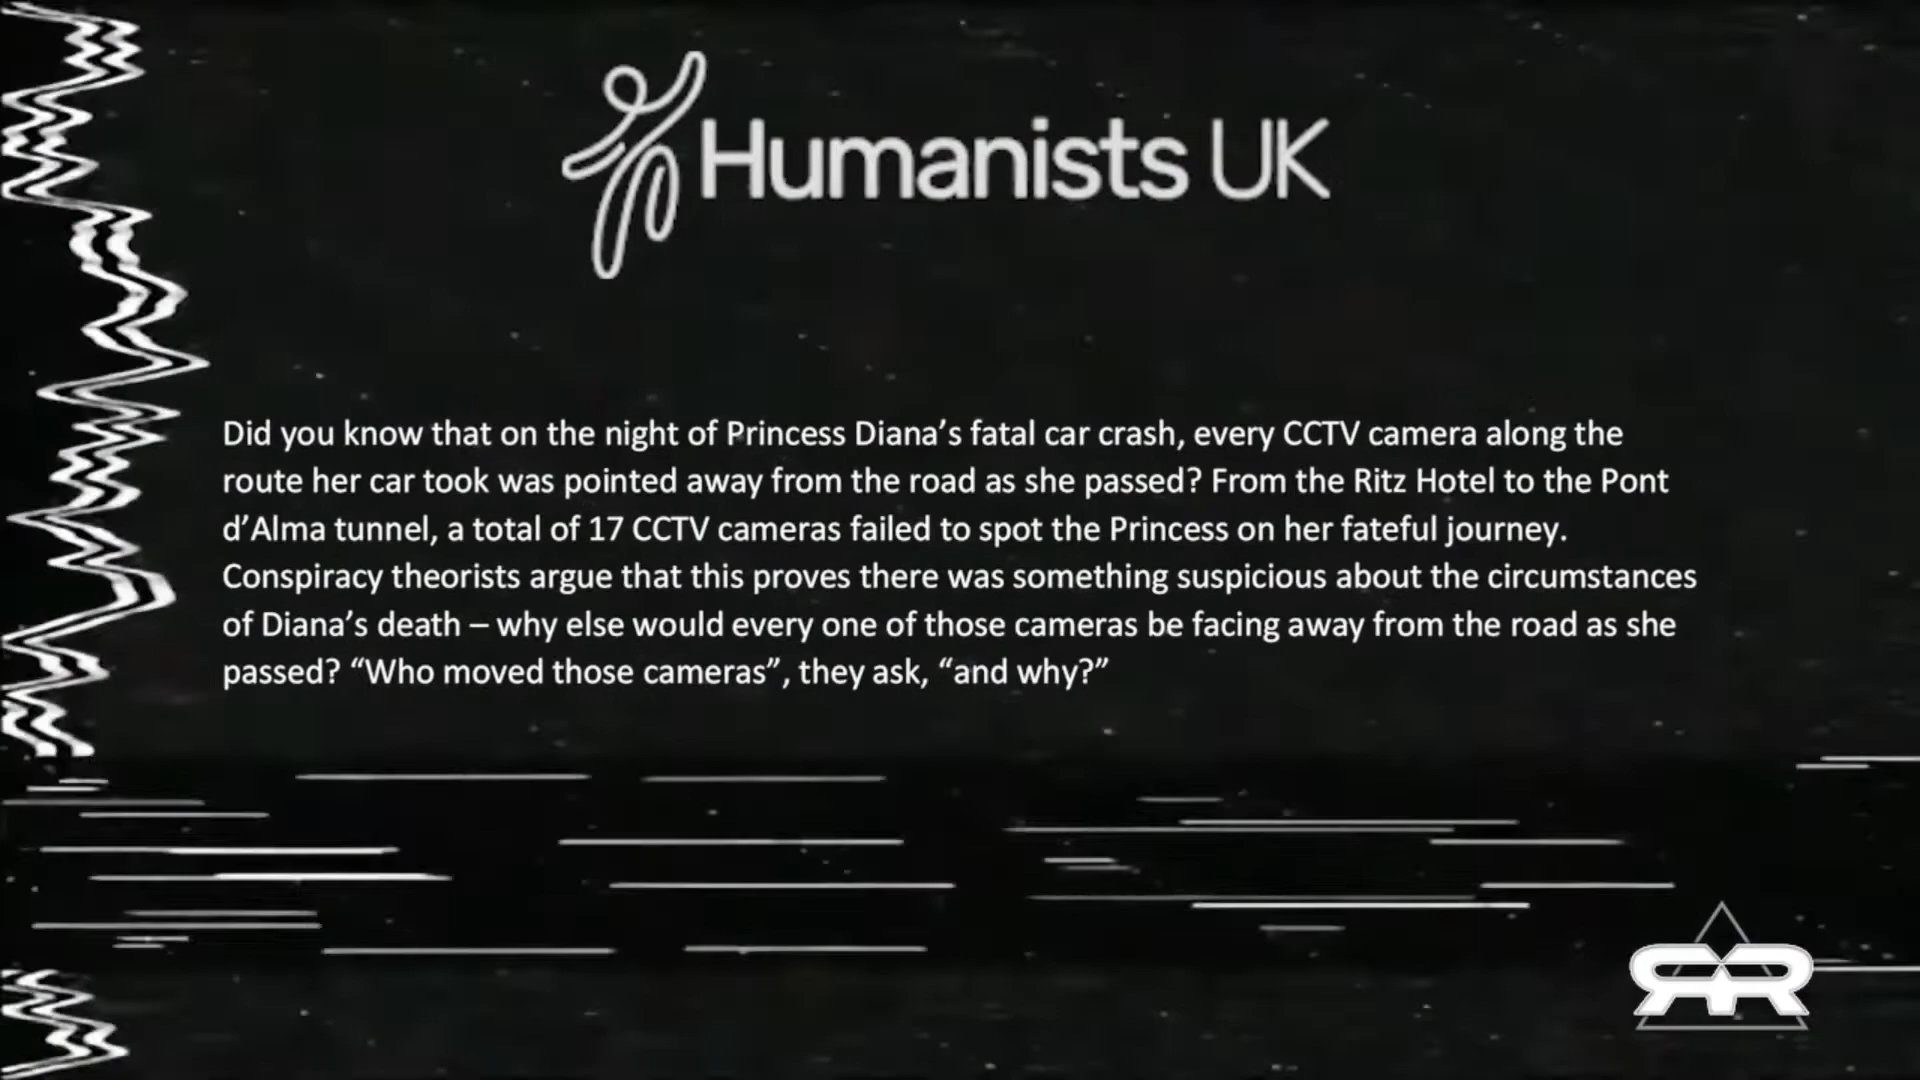 Humanists UK
Did you know that on the night of Princess Diana's fatal car crash, every CCTV camera along the
route her car took was pointed away from the road as she passed? From the Ritz Hotel to the Pont
d'Alma tunnel, a total of 17 CCTV cameras failed to spot the Princess on her fateful journey.
Conspiracy theorists argue that this proves there was something suspicious about the circumstances
of Diana's death – why else would every one of those cameras be facing away from the road as she
passed? “Who moved those cameras”, they ask, “and why?”
RR